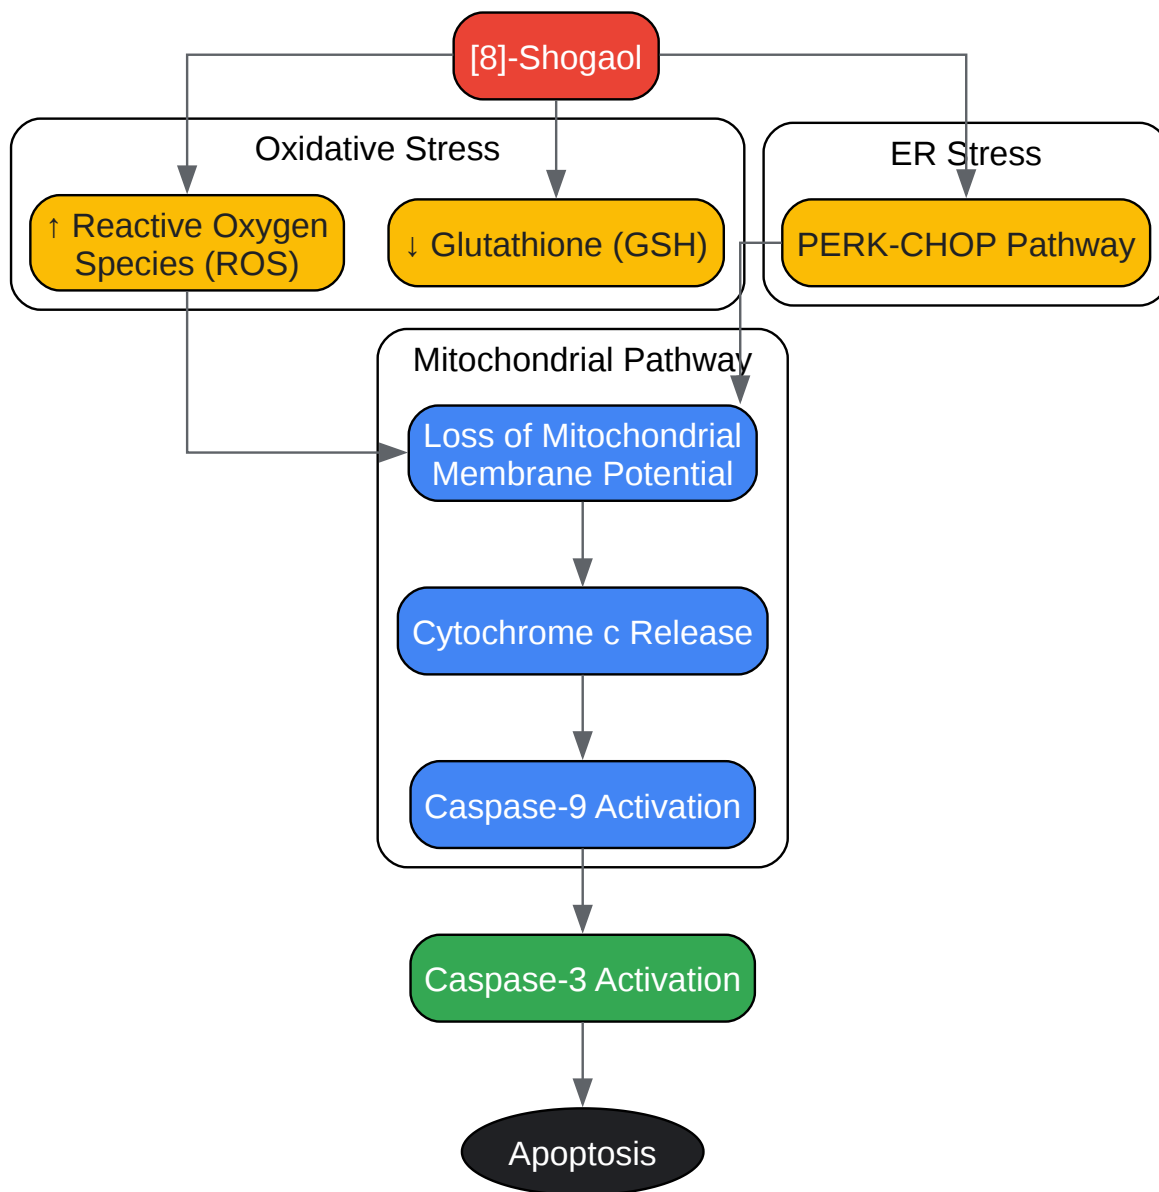 [8]-Shogaol
Oxidative Stress
ER Stress
↑ Reactive Oxygen
Species (ROS)
↓ Glutathione (GSH)
PERK-CHOP Pathway
Mitochondrial Pathway
Loss of Mitochondrial
Membrane Potential
Cytochrome c Release
Caspase-9 Activation
Caspase-3 Activation
Apoptosis